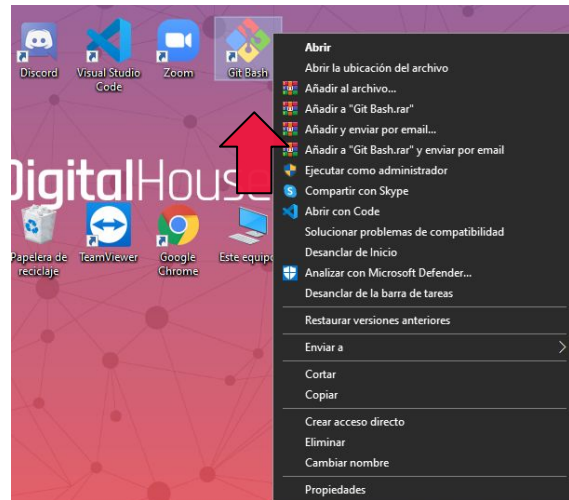 Discord
Visual Studio
Code
Zoom
Git Bash
DigitalHouse
Papelera de
reciclaje
TeamViewer
Google
Chrome
Este equipo
Abrir
Abrir la ubicación del archivo
Añadir al archivo...
Añadir a "Git Bash.rar"
Añadir y enviar por email...
Añadir a "Git Bash.rar" y enviar por email
Ejecutar como administrador
Compartir con Skype
Abrir con Code
Solucionar problemas de compatibilidad
Desanclar de Inicio
Analizar con Microsoft Defender...
Desanclar de la barra de tareas
Restaurar versiones anteriores
Enviar a
Cortar
Copiar
Crear acceso directo
Eliminar
Cambiar nombre
Propiedades